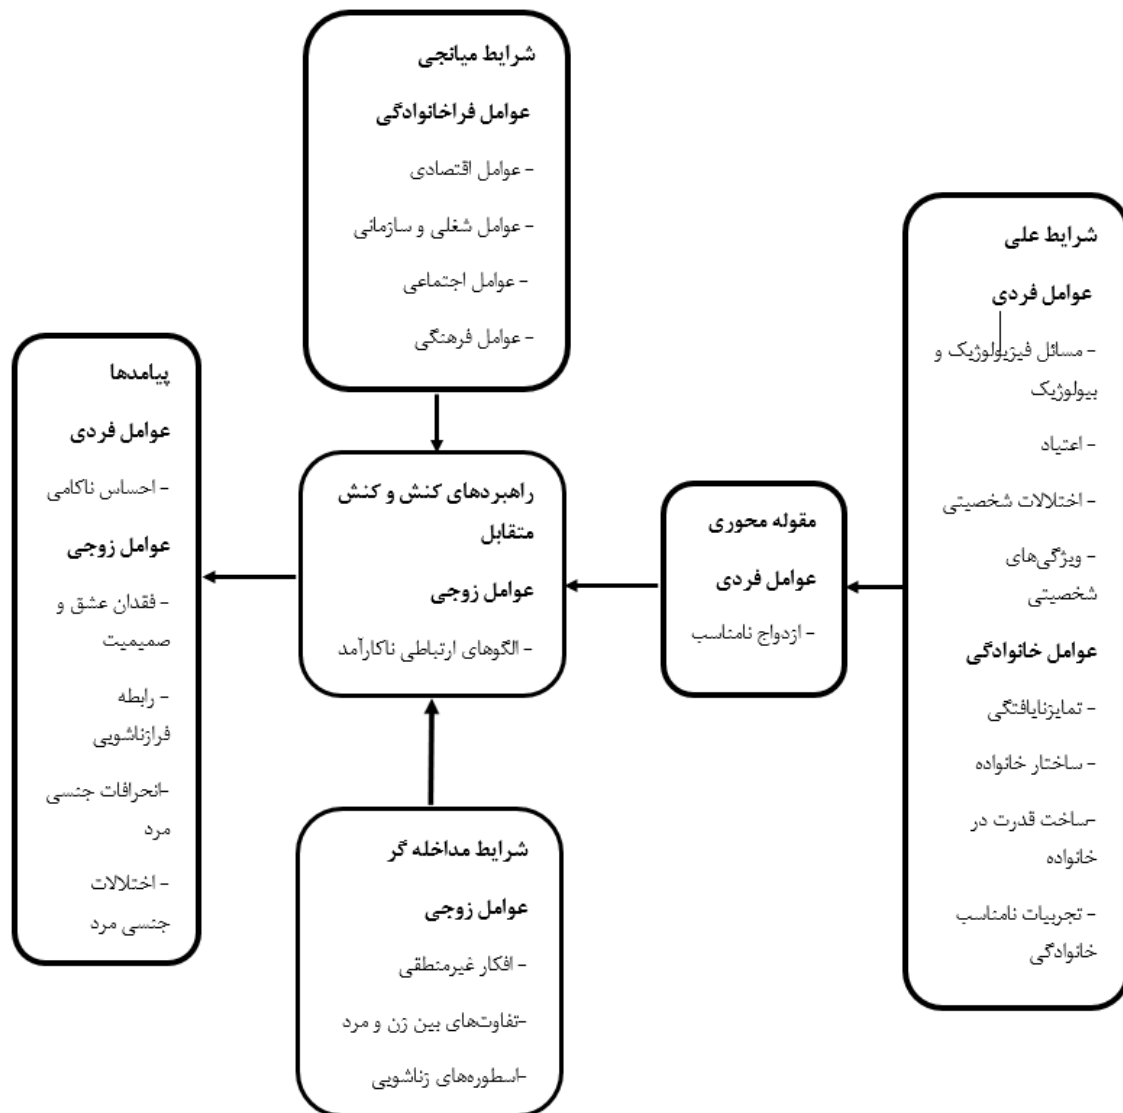 شرایط میانجی
عوامل فراخانوادگی
- عوامل اقتصادی
- عوامل شغلی و سازمانی
- عوامل اجتماعی
- عوامل فرهنگی
شرایط علی
عوامل فردی
- مسائل فیزیولوژیک و
بیولوژیک
- اعتیاد
- اختلالات شخصیتی
- ویژگی‌های
شخصیتی
عوامل خانوادگی
- تمایزنایافتگی
- ساختار خانواده
-ساخت قدرت در
خانواده
- تجربیات نامناسب
خانوادگی
مقوله محوری
عوامل فردی
- ازدواج نامناسب
راهبردهای کنش و کنش
متقابل
عوامل زوجی
- الگوهای ارتباطی ناکارآمد
شرایط مداخله گر
عوامل زوجی
- افکار غیرمنطقی
-تفاوت‌های بین زن و مرد
-اسطوره‌های زناشویی
پیامدها
عوامل فردی
- احساس ناکامی
عوامل زوجی
- فقدان عشق و
صمیمیت
- رابطه
فرازناشویی
-انحرافات جنسی
مرد
- اختلالات
جنسی مرد